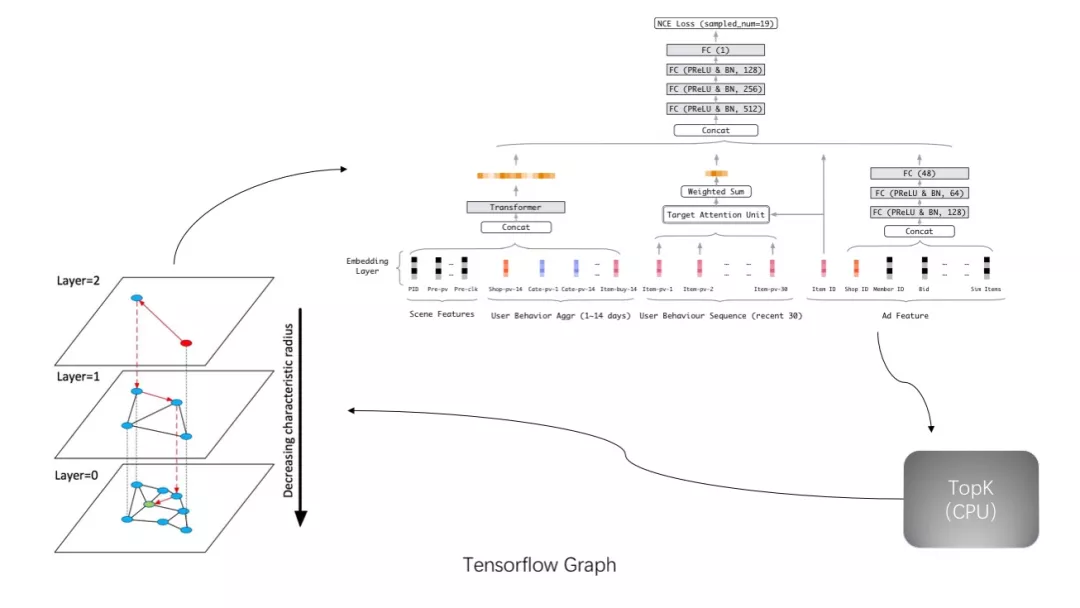 NCE Loss (sampled_num=19)
FC (1)
FC (PReLU & BN, 128)
FC (PReLU & BN, 256)
FC (PReLU & BN, 512)
Concat
Transformer
Concat
Weighted Sum
Target Attention Unit
FC (48)
FC (PReLU & BN, 64)
FC (PReLU & BN, 128)
Concat
Embedding
Layer
... ... ... ... ... ...
PID Pre-pv Pre-clk Shop-pv-14 Cate-pv-1 Cate-pv-14 Item-buy-14 Item-pv-1 Item-pv-2 Item-pv-30 Item ID Shop ID Member ID Bid Sim Items
Scene Features User Behavior Aggr (1~14 days) User Behaviour Sequence (recent 30) Ad Feature
Layer=2
Layer=1
Layer=0
Decreasing characteristic radius
TopK
(CPU)
Tensorflow Graph